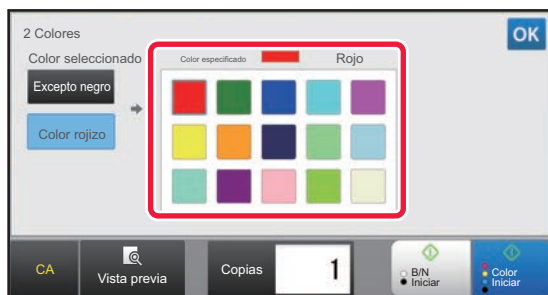 2 Colores
OK
Color seleccionado
Color especificado
Rojo
Excepto negro
Color rojizo
CA
Vista previa
Copias
1
B/N
Iniciar
Color
Iniciar